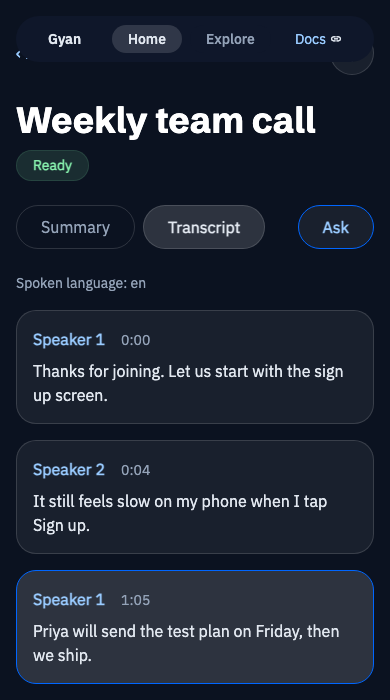 Gyan Home Explore Docs
Weekly team call
Ready
Summary Transcript Ask
Spoken language: en
Speaker 1 0:00
Thanks for joining. Let us start with the sign
up screen.
Speaker 2 0:04
It still feels slow on my phone when I tap
Sign up.
Speaker 1 1:05
Priya will send the test plan on Friday, then
we ship.